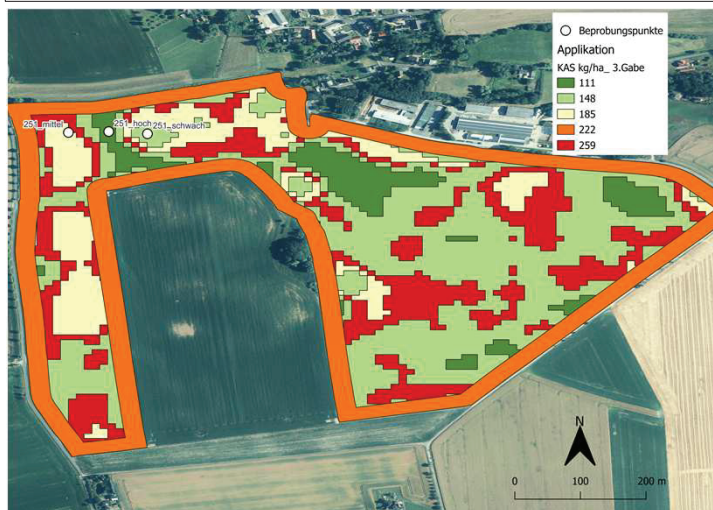 Beprobungspunkte
Applikation
KAS kg/ha_ 3.Gabe
111
148
185
222
259
251_mittel
251_hoch
251_schwach
N
0 100 200 m